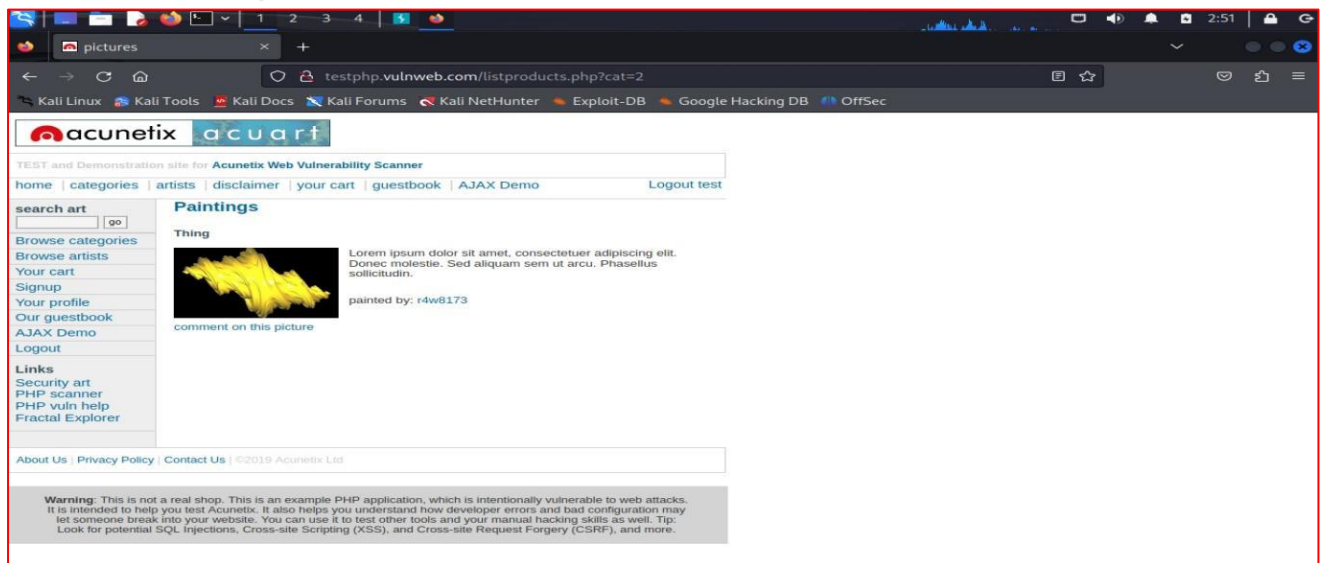 1 2 3 4 2:51
pictures
testphp.vulnweb.com/listproducts.php?cat=2
Kali Linux Kali Tools Kali Docs Kali Forums Kali NetHunter Exploit-DB Google Hacking DB OffSec
acunetix acuart
TEST and Demonstration site for Acunetix Web Vulnerability Scanner
home | categories | artists | disclaimer | your cart | guestbook | AJAX Demo Logout test
search art
go
Browse categories
Browse artists
Your cart
Signup
Your profile
Our guestbook
AJAX Demo
Logout
Links
Security art
PHP scanner
PHP vuln help
Fractal Explorer
Paintings
Thing
Lorem ipsum dolor sit amet, consectetuer adipiscing elit.
Donec molestie. Sed aliquam sem ut arcu. Phasellus
sollicitudin.
painted by: r4w8173
comment on this picture
About Us | Privacy Policy | Contact Us | ©2019 Acunetix Ltd
Warning: This is not a real shop. This is an example PHP application, which is intentionally vulnerable to web attacks.
It is intended to help you test Acunetix. It also helps you understand how developer errors and bad configuration may
let someone break into your website. You can use it to test other tools and your manual hacking skills as well. Tip:
Look for potential SQL Injections, Cross-site Scripting (XSS), and Cross-site Request Forgery (CSRF), and more.